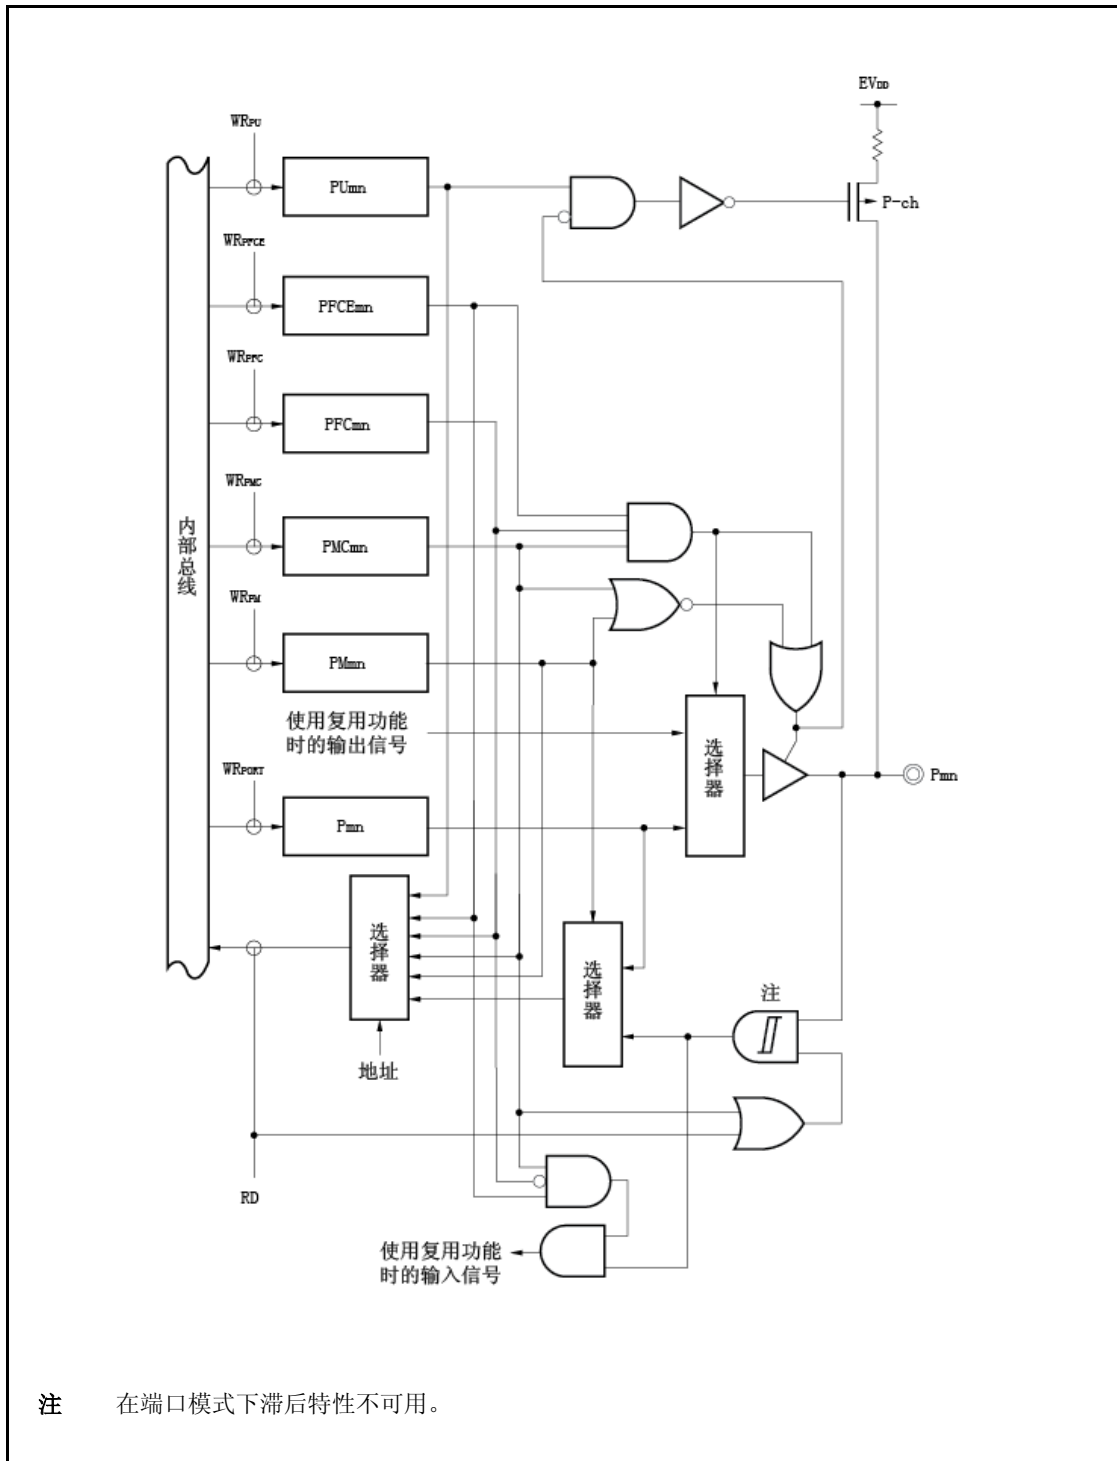 EVDD
WRPU
PUmn
P-ch
WRPFCE
PFCEmn
WRPFC
PFCmn
WRPMC
PMCmn
内部总线
WRPM
PMmn
使用复用功能
时的输出信号
选择器
WRPORT
Pmn
Pmn
选择器
选择器
注
地址
RD
使用复用功能
时的输入信号
注 在端口模式下滞后特性不可用。